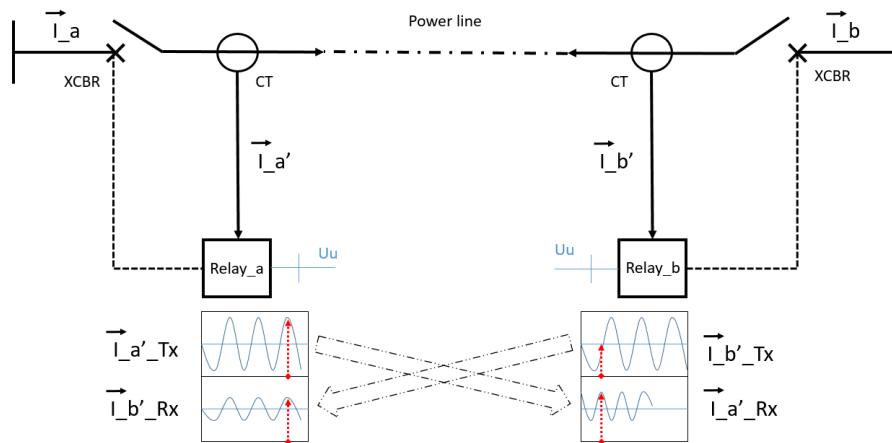 I_a
Power line
I_b
XCBR
CT
CT
XCBR
I_a’
I_b’
Uu
Uu
Relay_a
Relay_b
I_a’_Tx
I_b’_Tx
I_b’_Rx
I_a’_Rx